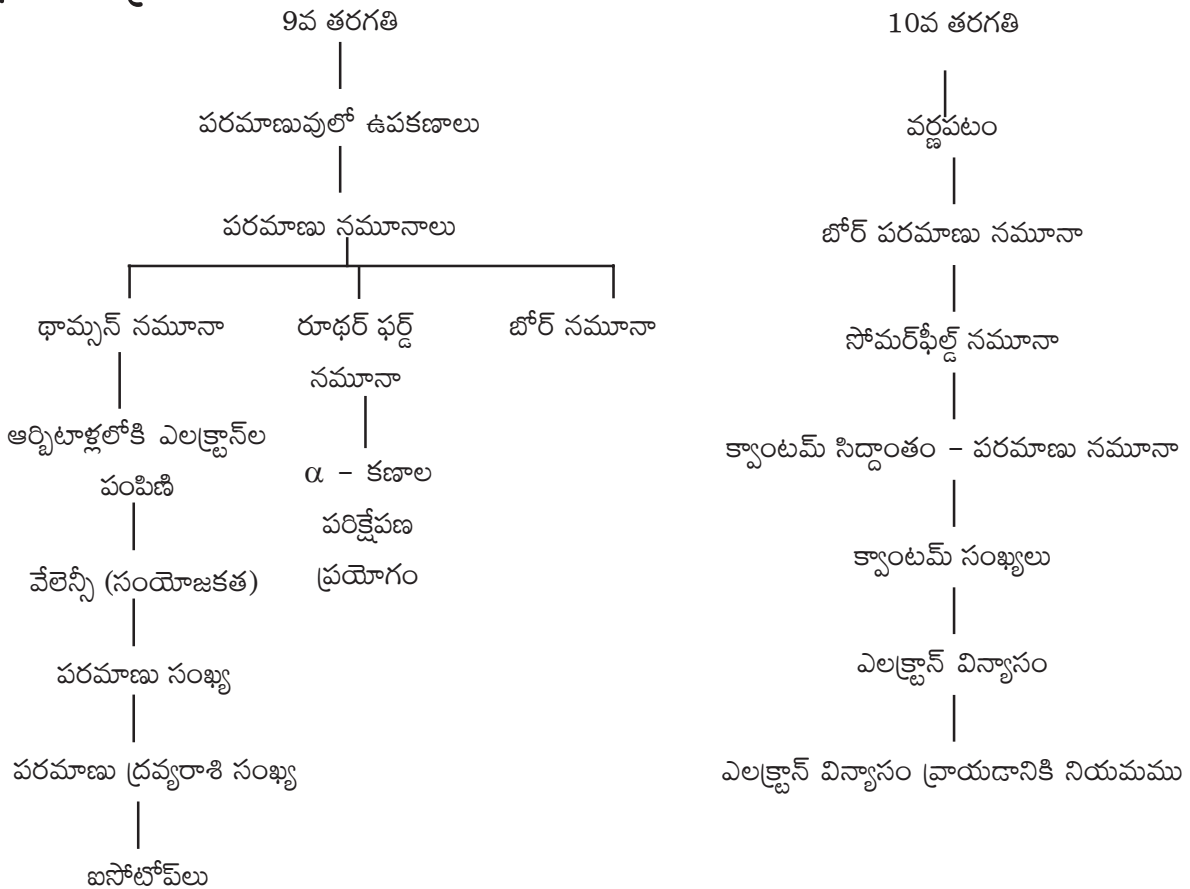 9వ తరగతి
పరమాణువులో ఉపకణాలు
పరమాణు నమూనాలు
థామ్సన్ నమూనా
ఆర్బిటాళ్లలోకి ఎలక్ట్రాన్‌ల
పంపిణి
వేలెన్సీ (సంయోజకత)
పరమాణు సంఖ్య
పరమాణు ద్రవ్యరాశి సంఖ్య
ఐసోటోప్‌లు
రూథర్ ఫర్డ్
నమూనా
α - కణాల
పరిక్షేపణ
ప్రయోగం
బోర్ నమూనా
10వ తరగతి
వర్ణపటం
బోర్ పరమాణు నమూనా
సోమర్‌ఫీల్డ్ నమూనా
క్వాంటమ్ సిద్దాంతం - పరమాణు నమూనా
క్వాంటమ్ సంఖ్యలు
ఎలక్ట్రాన్ విన్యాసం
ఎలక్ట్రాన్ విన్యాసం వ్రాయడానికి నియమము